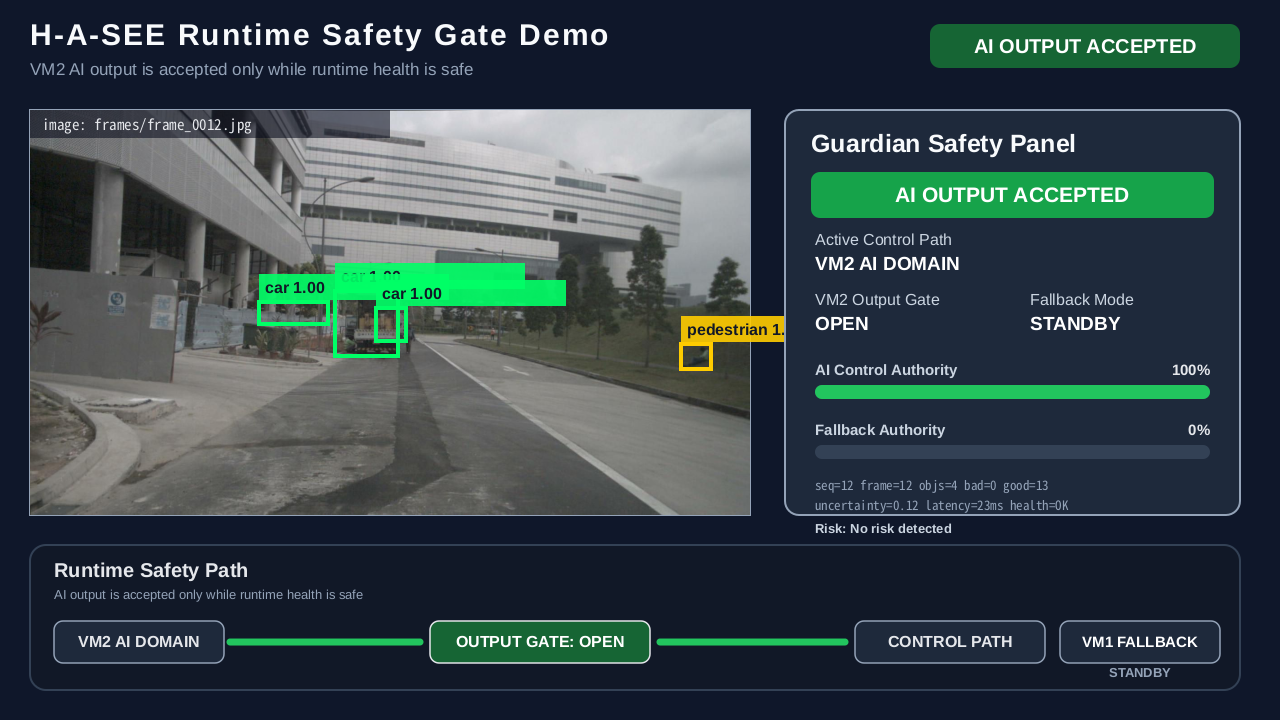 H-A-SEE Runtime Safety Gate Demo
VM2 AI output is accepted only while runtime health is safe
AI OUTPUT ACCEPTED
image: frames/frame_0012.jpg
car 1.00
car 1.00
car 1.00
pedestrian 1.
Guardian Safety Panel
AI OUTPUT ACCEPTED
Active Control Path
VM2 AI DOMAIN
VM2 Output Gate
Fallback Mode
OPEN
STANDBY
AI Control Authority
100%
Fallback Authority
0%
seq=12 frame=12 objs=4 bad=0 good=13
uncertainty=0.12 latency=23ms health=OK
Risk: No risk detected
Runtime Safety Path
AI output is accepted only while runtime health is safe
VM2 AI DOMAIN
OUTPUT GATE: OPEN
CONTROL PATH
VM1 FALLBACK
STANDBY